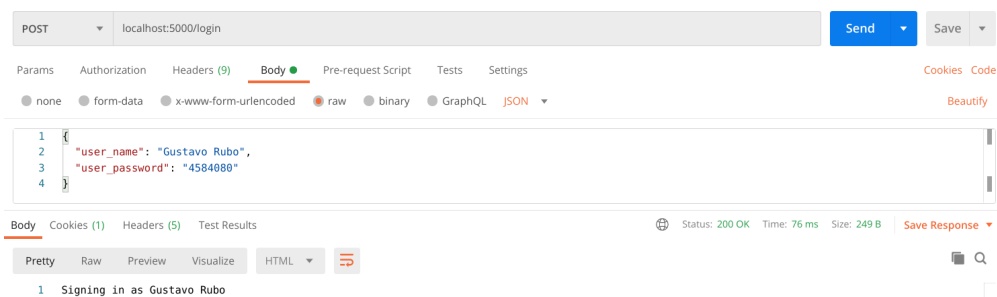 POST localhost:5000/login Send Save
Params Authorization Headers (9) Body Pre-request Script Tests Settings Cookies Code
none form-data x-www-form-urlencoded raw binary GraphQL JSON Beautify
1 {
2 "user_name": "Gustavo Rubo",
3 "user_password": "4584080"
4 }
Body Cookies (1) Headers (5) Test Results Status: 200 OK Time: 76 ms Size: 249 B Save Response
Pretty Raw Preview Visualize HTML
1 Signing in as Gustavo Rubo